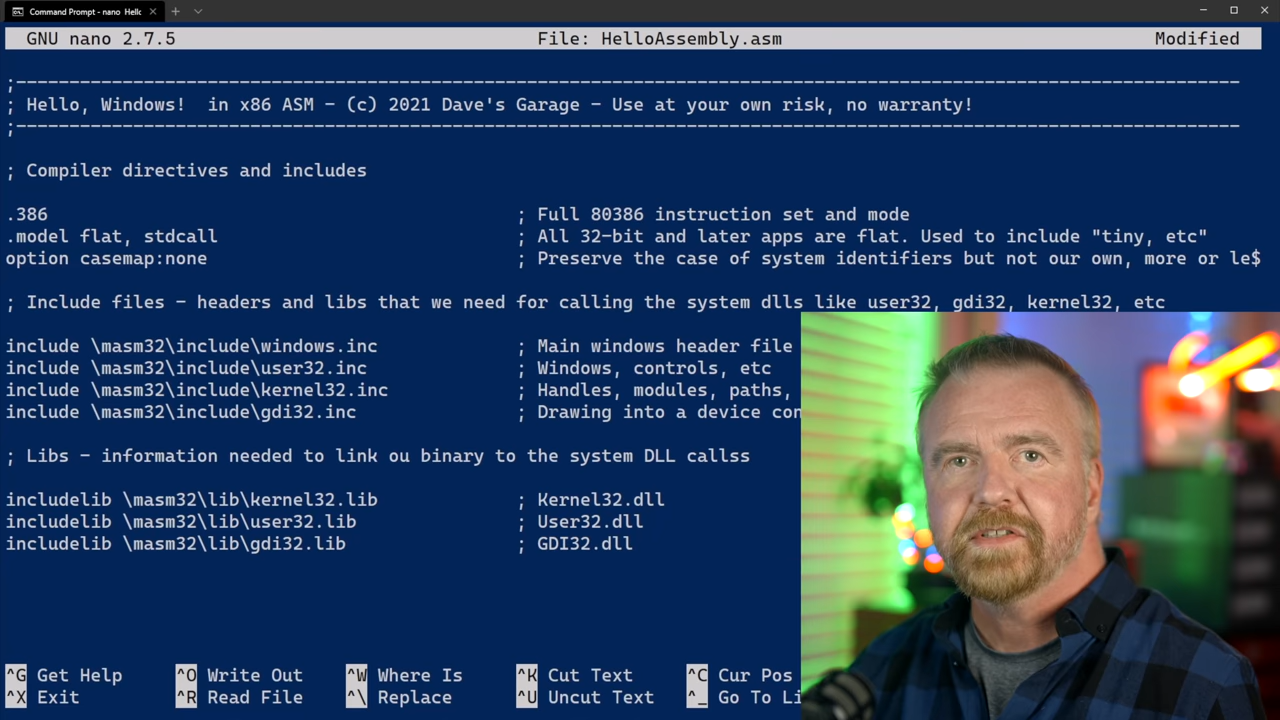 Command Prompt - nano Hello
GNU nano 2.7.5 File: HelloAssembly.asm Modified
;------------------------------------------------------------------------------------------------------------------
; Hello, Windows!  in x86 ASM - (c) 2021 Dave's Garage - Use at your own risk, no warranty!
;------------------------------------------------------------------------------------------------------------------
; Compiler directives and includes
.386 ; Full 80386 instruction set and mode
.model flat, stdcall ; All 32-bit and later apps are flat. Used to include "tiny, etc"
option casemap:none ; Preserve the case of system identifiers but not our own, more or le$
; Include files - headers and libs that we need for calling the system dlls like user32, gdi32, kernel32, etc
include \masm32\include\windows.inc ; Main windows header file
include \masm32\include\user32.inc ; Windows, controls, etc
include \masm32\include\kernel32.inc ; Handles, modules, paths,
include \masm32\include\gdi32.inc ; Drawing into a device con
; Libs - information needed to link ou binary to the system DLL callss
includelib \masm32\lib\kernel32.lib ; Kernel32.dll
includelib \masm32\lib\user32.lib ; User32.dll
includelib \masm32\lib\gdi32.lib ; GDI32.dll
^G Get Help ^O Write Out ^W Where Is ^K Cut Text ^C Cur Pos
^X Exit ^R Read File ^\ Replace ^U Uncut Text ^_ Go To Li